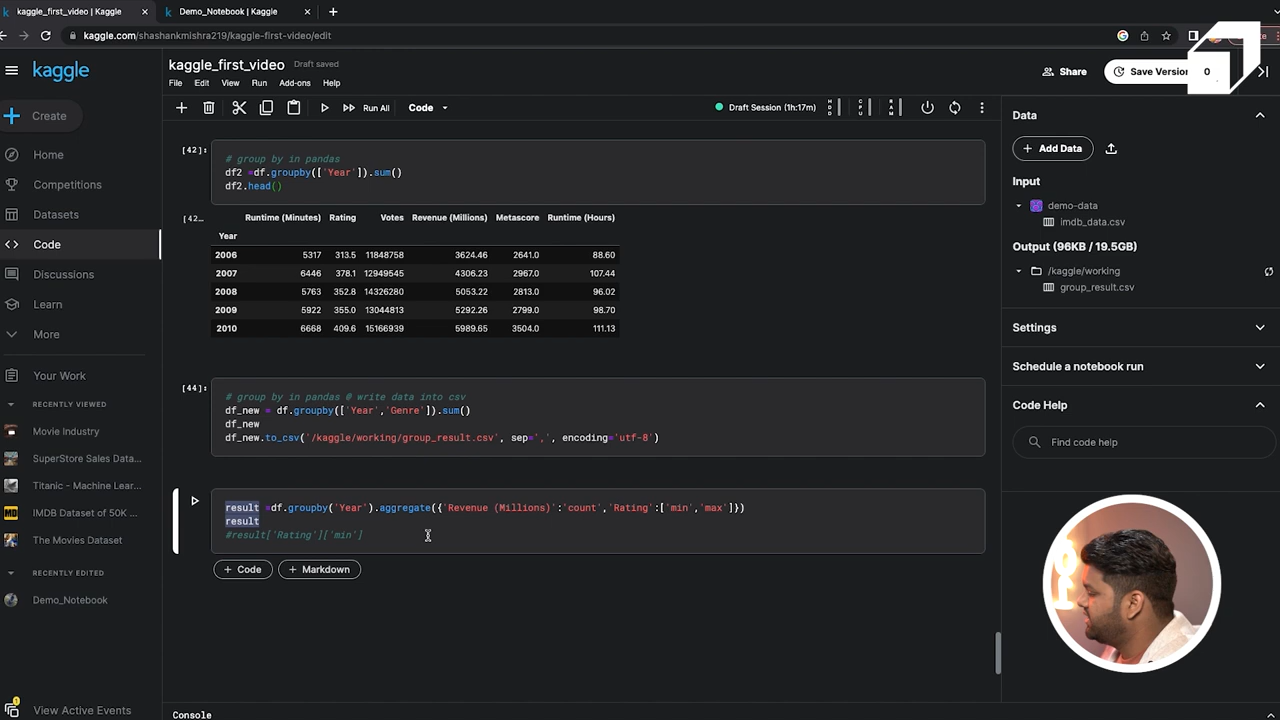 kaggle_first_video | Kaggle
Demo_Notebook | Kaggle
kaggle.com/shashankmishra219/kaggle-first-video/edit
kaggle
kaggle_first_video Draft saved
File Edit View Run Add-ons Help
Share
Save Version
0
Create
Home
Competitions
Datasets
Code
Discussions
Learn
More
Your Work
RECENTLY VIEWED
Movie Industry
SuperStore Sales Data...
Titanic - Machine Lear...
IMDB Dataset of 50K ...
The Movies Dataset
RECENTLY EDITED
Demo_Notebook
View Active Events
Run All
Code
Draft Session (1h:17m)
[42]:
# group by in pandas
df2 =df.groupby(['Year']).sum()
df2.head()
[42...
Runtime (Minutes) Rating Votes Revenue (Millions) Metascore Runtime (Hours)
Year
2006 5317 313.5 11848758 3624.46 2641.0 88.60
2007 6446 378.1 12949545 4306.23 2967.0 107.44
2008 5763 352.8 14326280 5053.22 2813.0 96.02
2009 5922 355.0 13044813 5292.26 2799.0 98.70
2010 6668 409.6 15166939 5989.65 3504.0 111.13
[44]:
# group by in pandas @ write data into csv
df_new = df.groupby(['Year','Genre']).sum()
df_new
df_new.to_csv('/kaggle/working/group_result.csv', sep=',', encoding='utf-8')
result =df.groupby('Year').aggregate({'Revenue (Millions)':'count','Rating':['min','max']})
result
#result['Rating']['min']
+ Code
+ Markdown
Console
Data
Add Data
Input
demo-data
imdb_data.csv
Output (96KB / 19.5GB)
/kaggle/working
group_result.csv
Settings
Schedule a notebook run
Code Help
Find code help